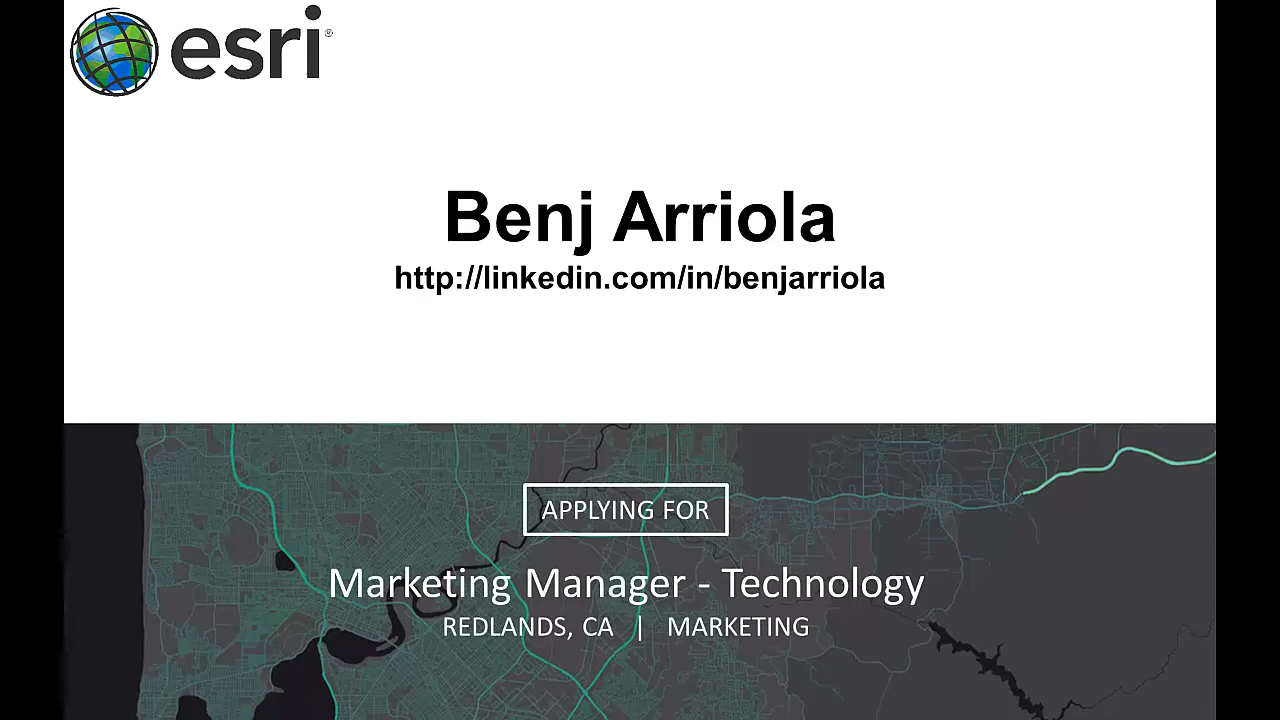 esri®
Benj Arriola
http://linkedin.com/in/benjarriola
APPLYING FOR
Marketing Manager - Technology
REDLANDS, CA | MARKETING